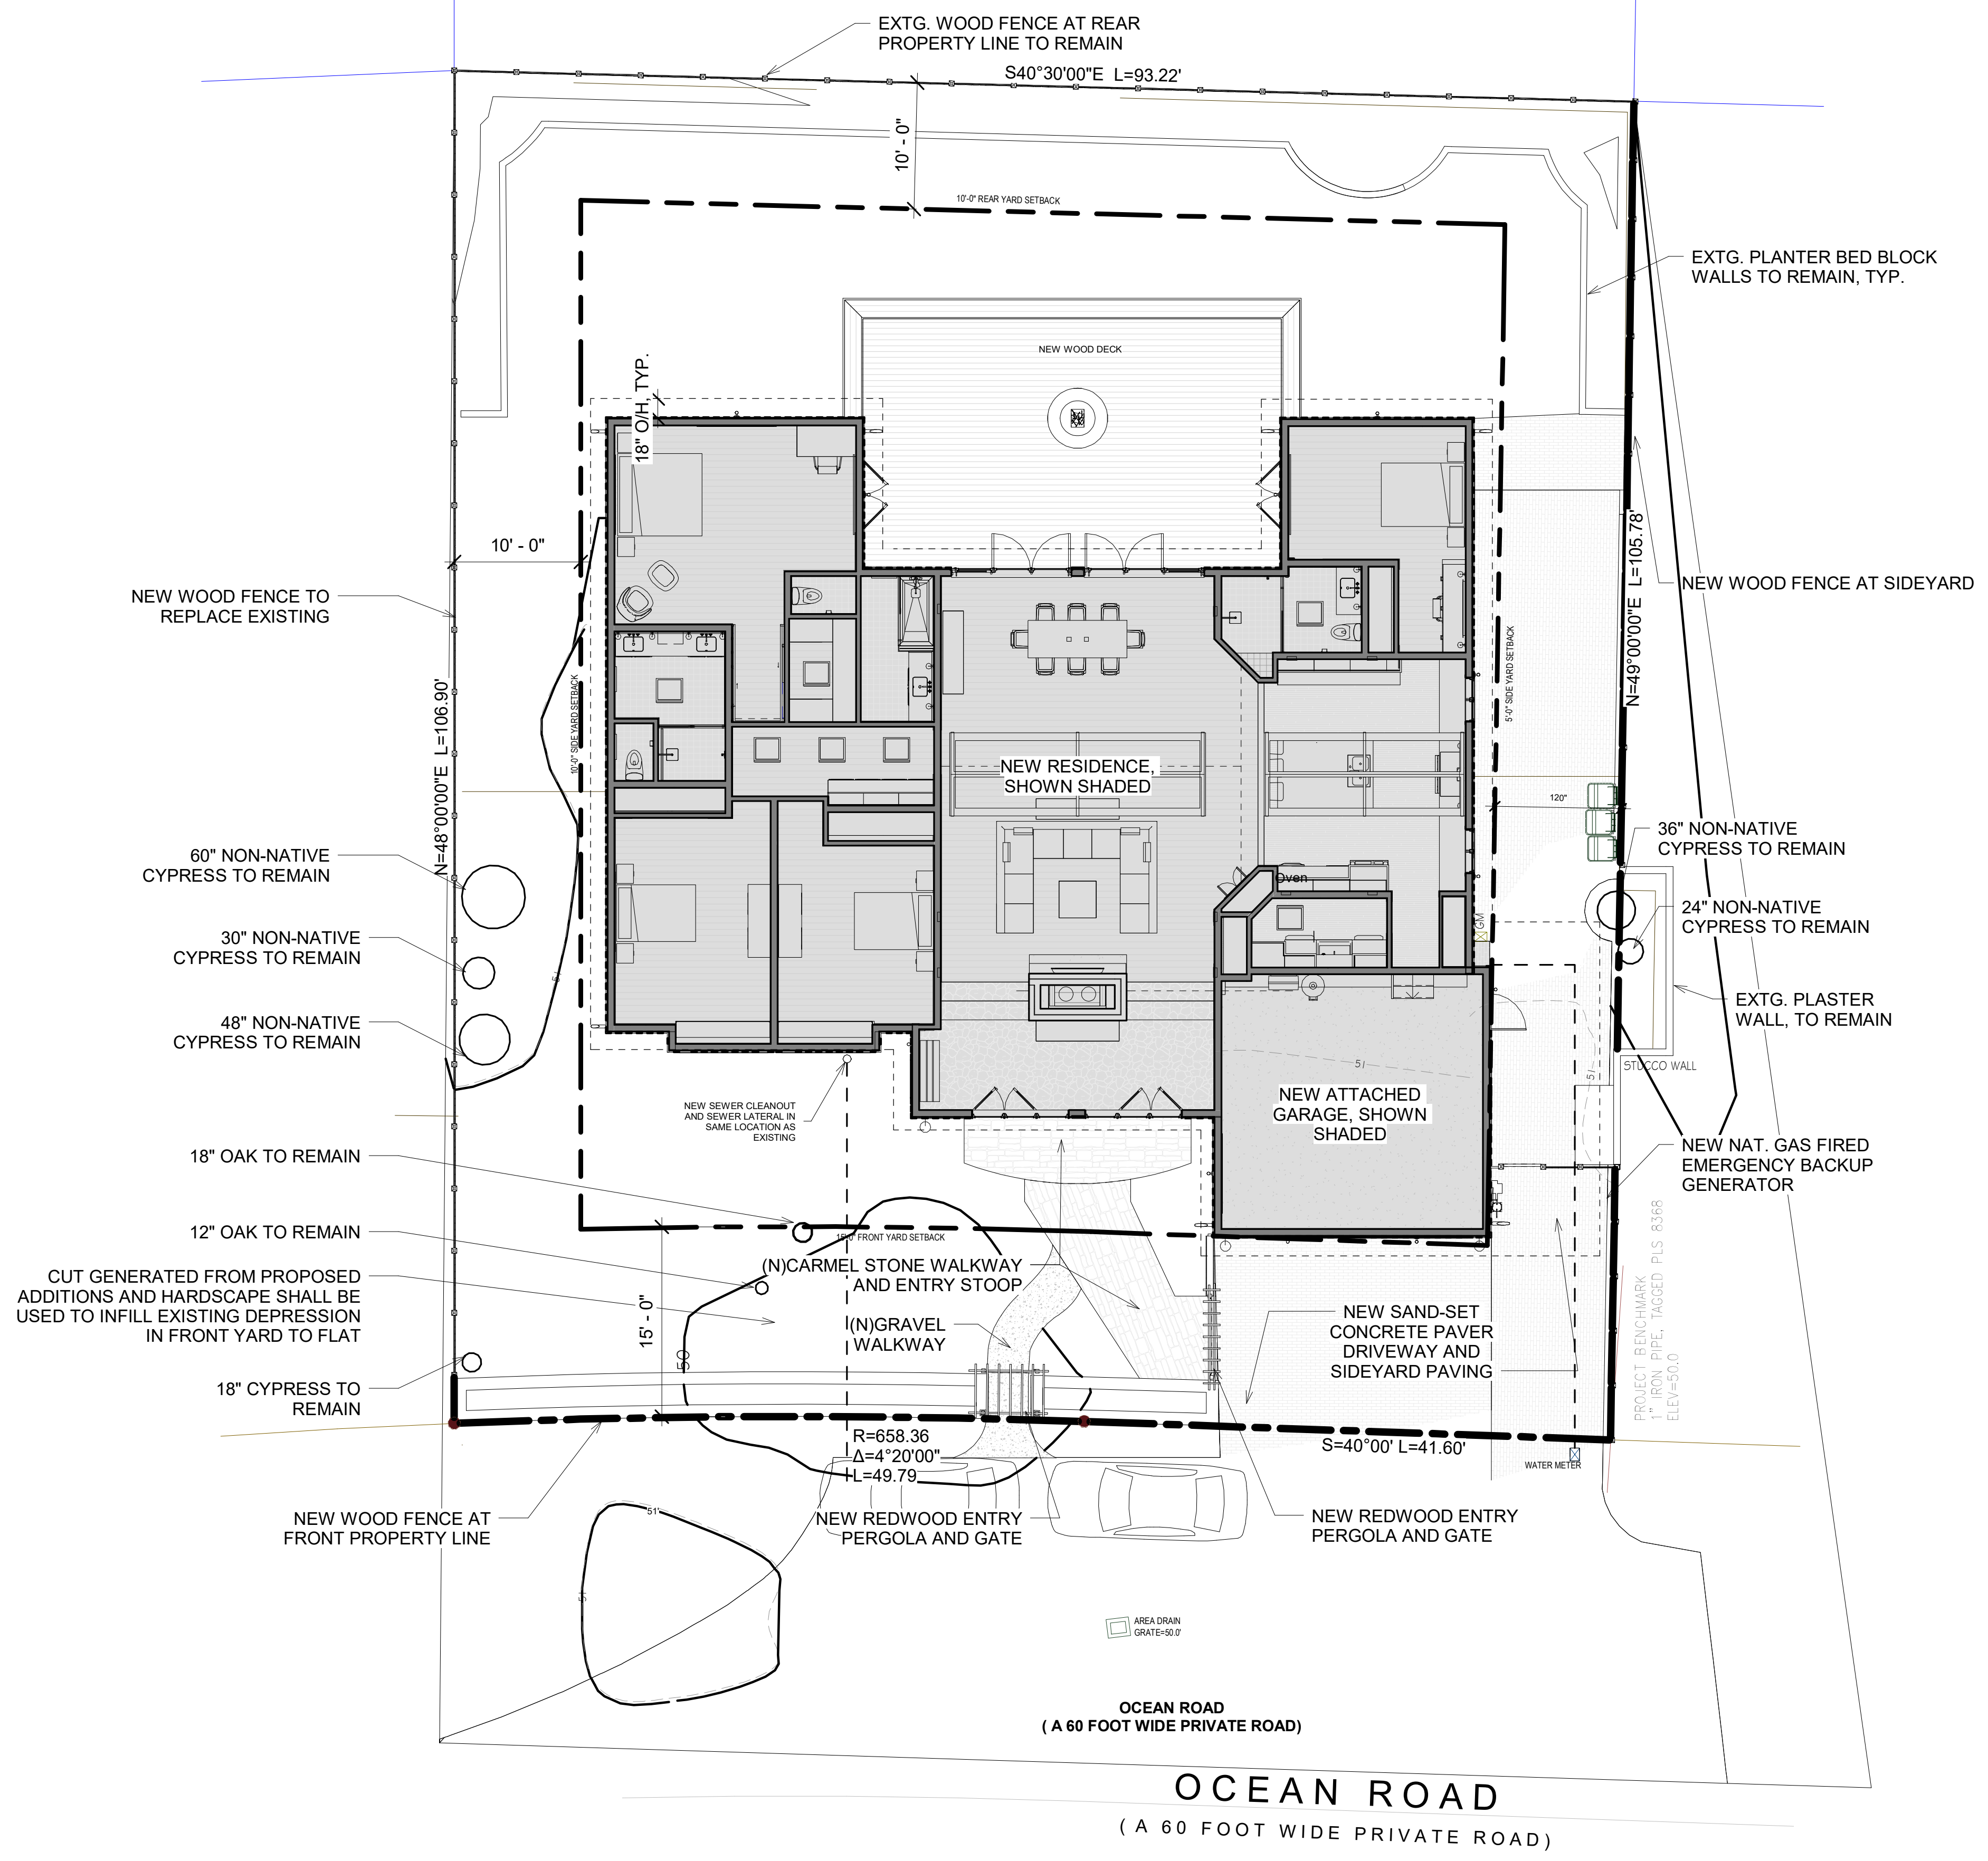 EXTG. WOOD FENCE AT REAR
PROPERTY LINE TO REMAIN
S40°30'00"E  L=93.22'
10' - 0"
10'-0" REAR YARD SETBACK
EXTG. PLANTER BED BLOCK
WALLS TO REMAIN, TYP.
NEW WOOD DECK
18" O/H, TYP.
10' - 0"
N=49°00'00"E  L=105.78'
NEW WOOD FENCE AT SIDEYARD
NEW WOOD FENCE TO
REPLACE EXISTING
N=48°00'00"E  L=106.90'
10'-0" SIDE YARD SETBACK
5'-0" SIDE YARD SETBACK
NEW RESIDENCE,
SHOWN SHADED
120"
36" NON-NATIVE
CYPRESS TO REMAIN
60" NON-NATIVE
CYPRESS TO REMAIN
Oven
24" NON-NATIVE
CYPRESS TO REMAIN
GM
30" NON-NATIVE
CYPRESS TO REMAIN
51
EXTG. PLASTER
WALL, TO REMAIN
48" NON-NATIVE
CYPRESS TO REMAIN
51
51
STUCCO WALL
NEW ATTACHED
GARAGE, SHOWN
SHADED
NEW SEWER CLEANOUT
AND SEWER LATERAL IN
SAME LOCATION AS
EXISTING
NEW NAT. GAS FIRED
EMERGENCY BACKUP
GENERATOR
18" OAK TO REMAIN
12" OAK TO REMAIN
15'-0" FRONT YARD SETBACK
(N)CARMEL STONE WALKWAY
AND ENTRY STOOP
CUT GENERATED FROM PROPOSED
ADDITIONS AND HARDSCAPE SHALL BE
USED TO INFILL EXISTING DEPRESSION
IN FRONT YARD TO FLAT
15' - 0"
50
(N)GRAVEL
WALKWAY
NEW SAND-SET
CONCRETE PAVER
DRIVEWAY AND
SIDEYARD PAVING
PROJECT BENCHMARK
1" IRON PIPE, TAGGED PLS 8368
ELEV=50.0
18" CYPRESS TO
REMAIN
R=658.36
Δ=4°20'00"
L=49.79
S=40°00' L=41.60'
WATER METER
NEW WOOD FENCE AT
FRONT PROPERTY LINE
51'
NEW REDWOOD ENTRY
PERGOLA AND GATE
NEW REDWOOD ENTRY
PERGOLA AND GATE
51
AREA DRAIN
GRATE=50.0'
OCEAN ROAD
( A 60 FOOT WIDE PRIVATE ROAD)
OCEAN ROAD
( A 60 FOOT WIDE PRIVATE ROAD)